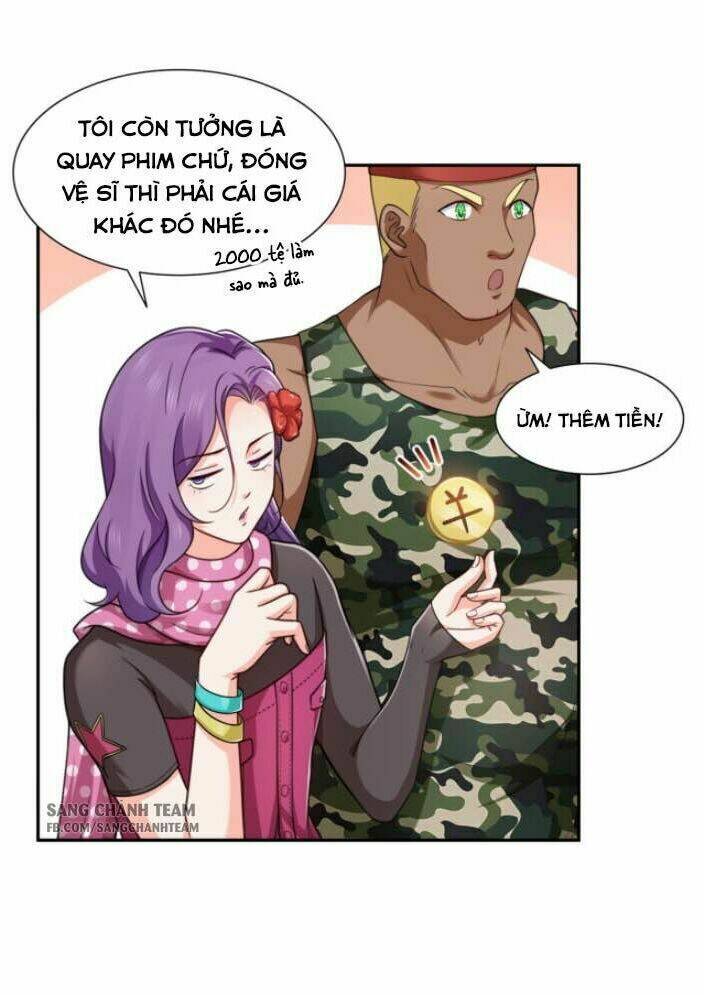 TÔI CÒN TƯỞNG LÀ
QUAY PHIM CHỨ, ĐÓNG
VỆ SĨ THÌ PHẢI CÁI GIÁ
KHÁC ĐÓ NHÉ...
2000 tệ làm
sao mà đủ.
ỪM! THÊM TIỀN!
¥
SANG CHẢNH TEAM
FB.COM/SANGCHANHTEAM